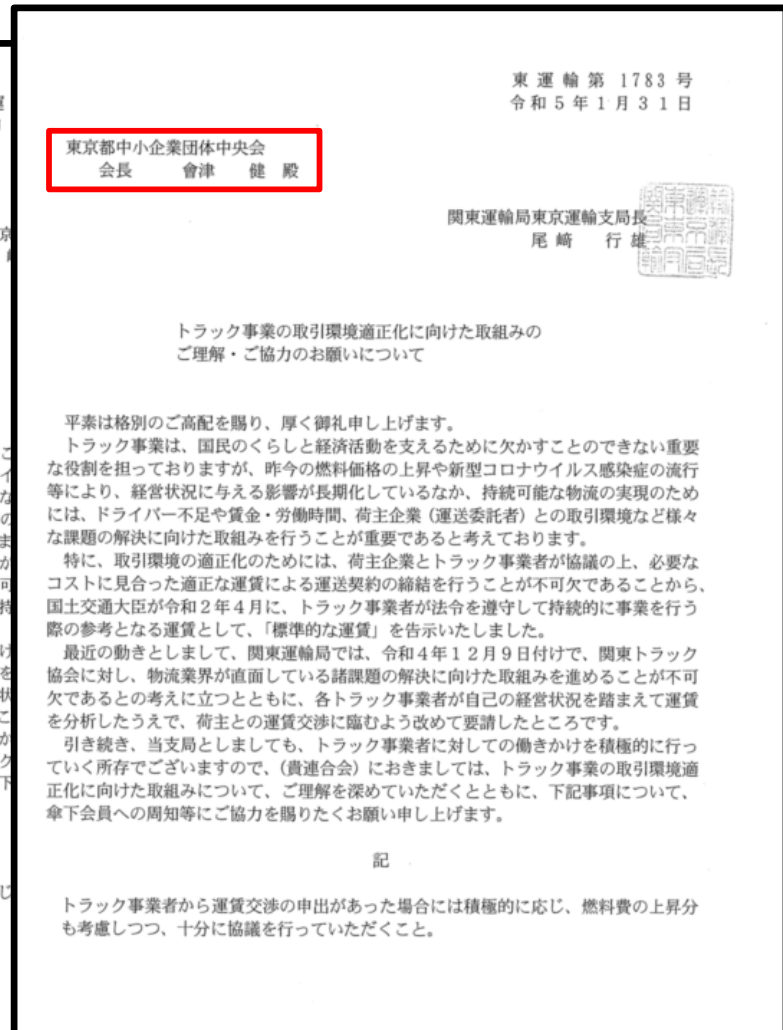 東運輸第1783号
令和5年1月31日
東京都中小企業団体中央会
会長 會津 健 殿
関東運輸局東京運輸支局長
尾﨑 行雄
トラック事業の取引環境適正化に向けた取組みの
ご理解・ご協力のお願いについて
平素は格別のご高配を賜り、厚く御礼申し上げます。
トラック事業は、国民のくらしと経済活動を支えるために欠かすことのできない重要
な役割を担っておりますが、昨今の燃料価格の上昇や新型コロナウイルス感染症の流行
等により、経営状況に与える影響が長期化しているなか、持続可能な物流の実現のため
には、ドライバー不足や賃金・労働時間、荷主企業（運送委託者）との取引環境など様々
な課題の解決に向けた取組みを行うことが重要であると考えております。
特に、取引環境の適正化のためには、荷主企業とトラック事業者が協議の上、必要な
コストに見合った適正な運賃による運送契約の締結を行うことが不可欠であることから、
国土交通大臣が令和2年4月に、トラック事業者が法令を遵守して持続的に事業を行う
際の参考となる運賃として、「標準的な運賃」を告示いたしました。
最近の動きとしまして、関東運輸局では、令和4年12月9日付けで、関東トラック
協会に対し、物流業界が直面している諸課題の解決に向けた取組みを進めることが不可
欠であるとの考えに立つとともに、各トラック事業者が自己の経営状況を踏まえて運賃
を分析したうえで、荷主との運賃交渉に臨むよう改めて要請したところです。
引き続き、当支局としましても、トラック事業者に対しての働きかけを積極的に行っ
ていく所存でございますので、（貴連合会）におきましては、トラック事業の取引環境適
正化に向けた取組みについて、ご理解を深めていただくとともに、下記事項について、
傘下会員への周知等にご協力を賜りたくお願い申し上げます。
記
トラック事業者から運賃交渉の申出があった場合には積極的に応じ、燃料費の上昇分
も考慮しつつ、十分に協議を行っていただくこと。